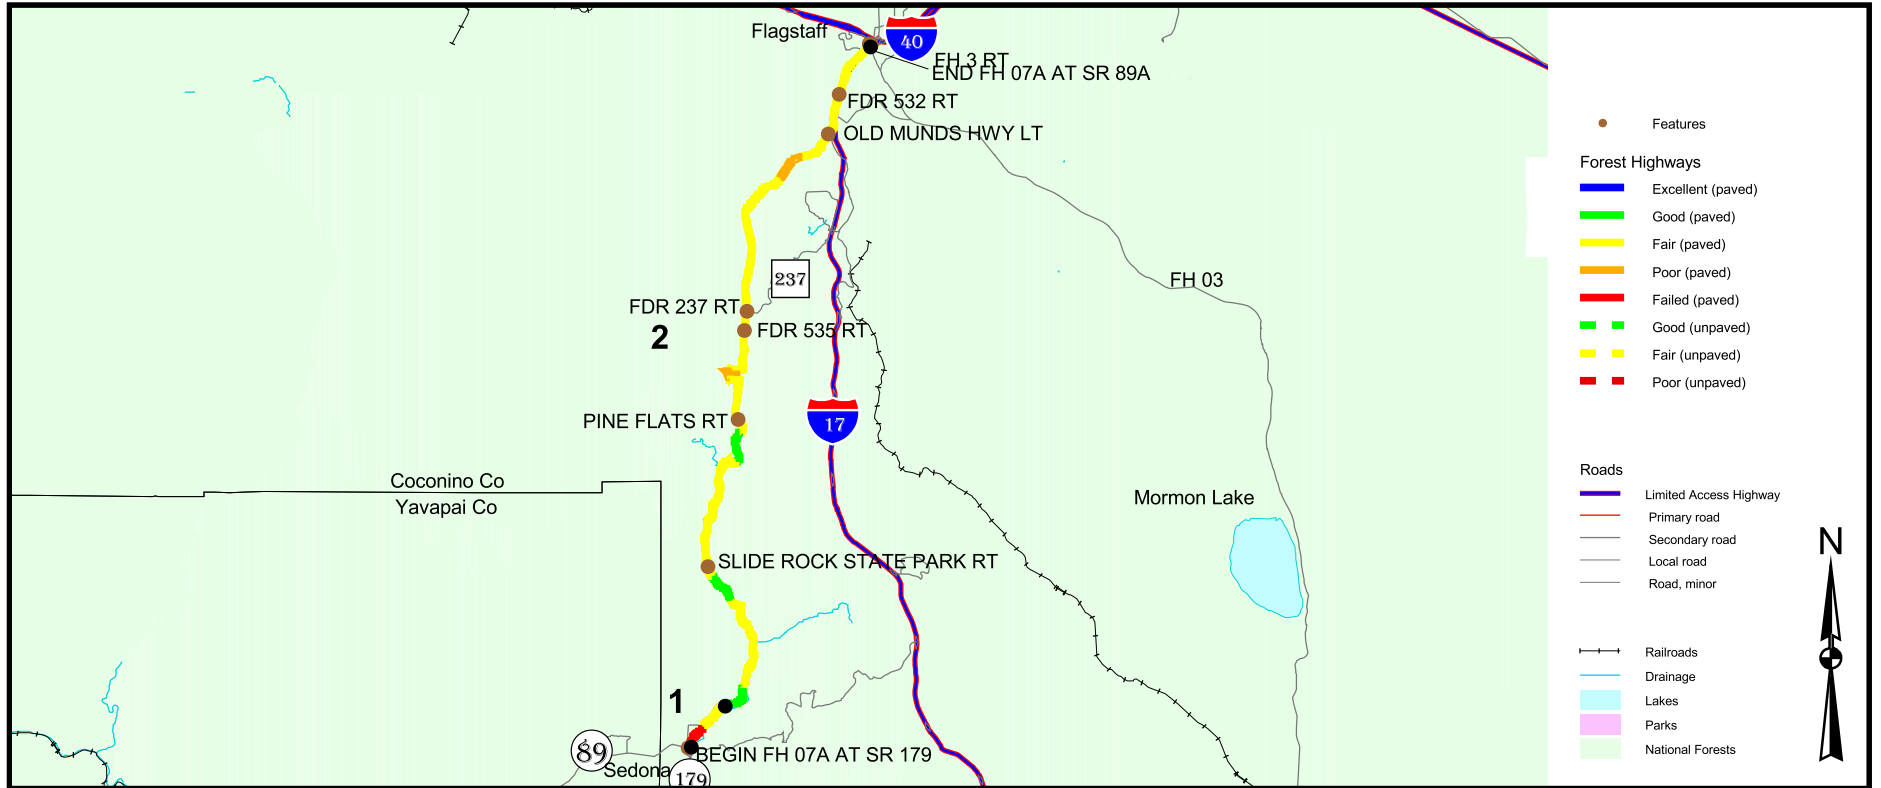 Flagstaff
40
FH 3 RT
END FH 07A AT SR 89A
FDR 532 RT
OLD MUNDS HWY LT
237
FH 03
FDR 237 RT
2
FDR 535 RT
17
PINE FLATS RT
Coconino Co
Yavapai Co
Mormon Lake
SLIDE ROCK STATE PARK RT
1
89
BEGIN FH 07A AT SR 179
Sedona
179
Features
Forest Highways
Excellent (paved)
Good (paved)
Fair (paved)
Poor (paved)
Failed (paved)
Good (unpaved)
Fair (unpaved)
Poor (unpaved)
Roads
Limited Access Highway
Primary road
Secondary road
Local road
Road, minor
N
Railroads
Drainage
Lakes
Parks
National Forests